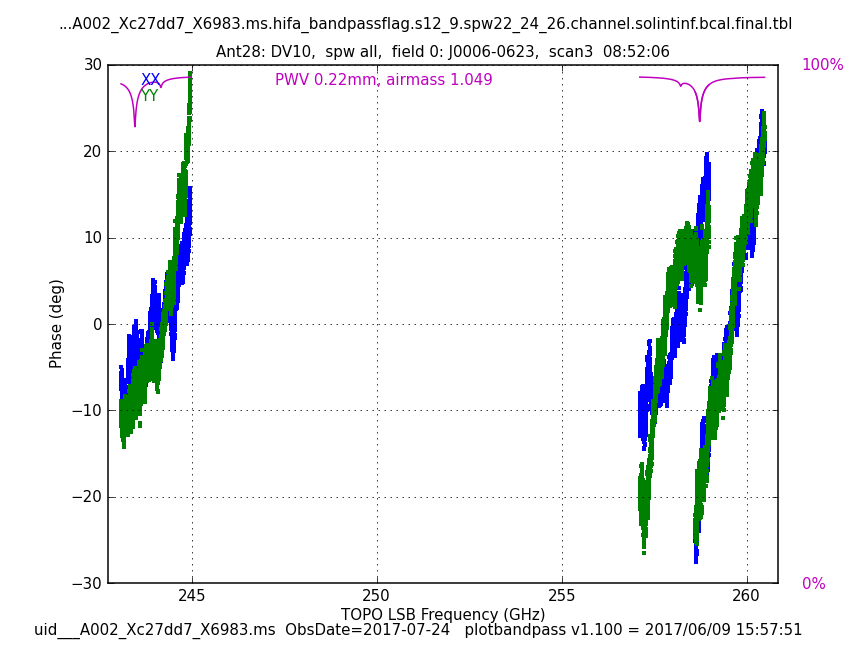 ...A002_Xc27dd7_X6983.ms.hifa_bandpassflag.s12_9.spw22_24_26.channel.solintinf.bcal.final.tbl
Ant28: DV10,  spw all,  field 0: J0006-0623,  scan3  08:52:06
XX
YY
PWV 0.22mm, airmass 1.049
100%
0%
30
20
10
0
−10
−20
−30
Phase (deg)
245
250
255
260
TOPO LSB Frequency (GHz)
uid___A002_Xc27dd7_X6983.ms  ObsDate=2017-07-24   plotbandpass v1.100 = 2017/06/09 15:57:51